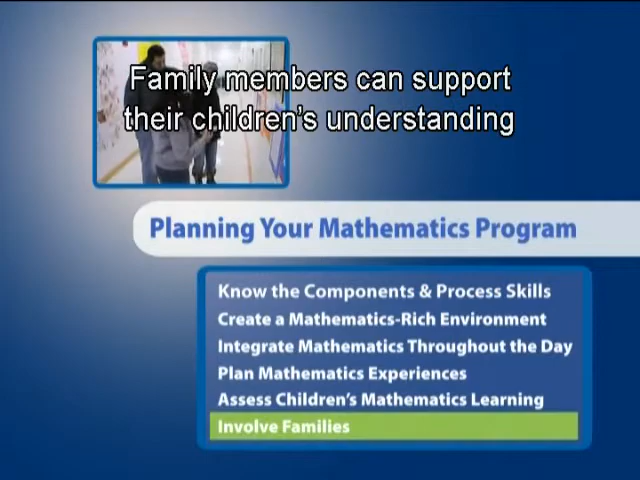 Family members can support
their children's understanding
Planning Your Mathematics Program
Know the Components & Process Skills
Create a Mathematics-Rich Environment
Integrate Mathematics Throughout the Day
Plan Mathematics Experiences
Assess Children's Mathematics Learning
Involve Families